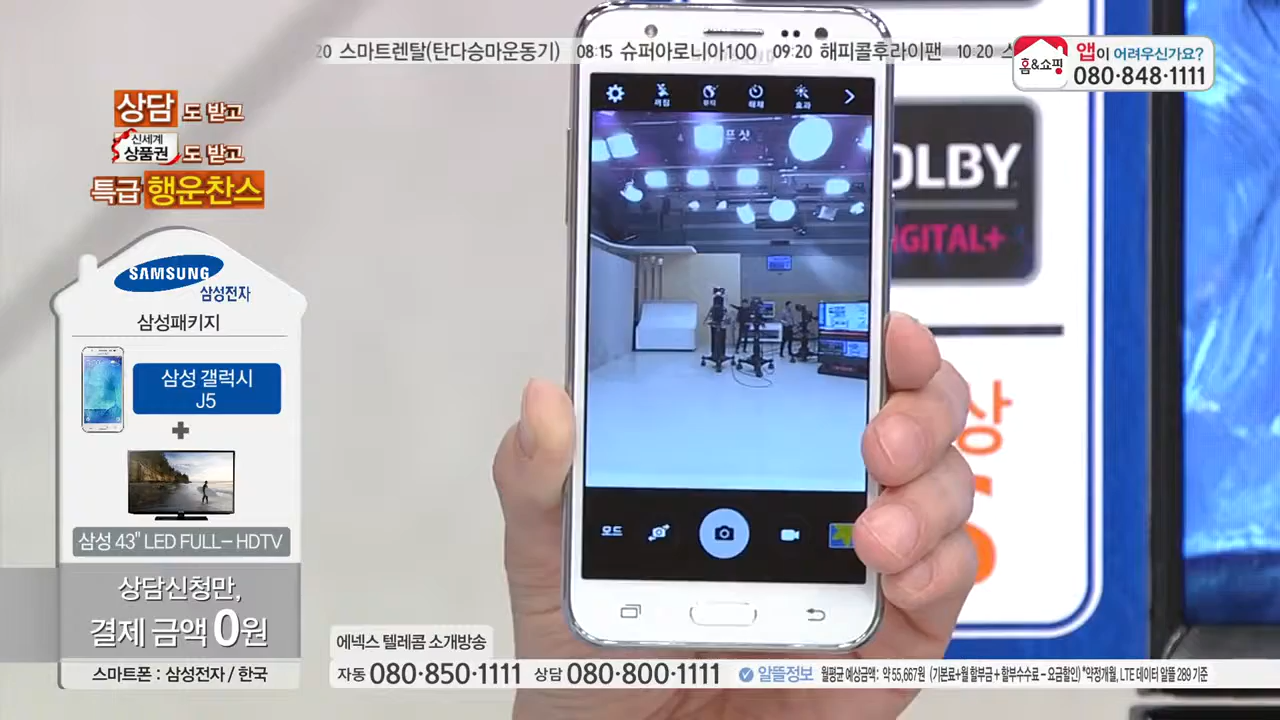 20 스마트렌탈(탄다승마운동기) 08:15 슈퍼아로니아100 09:20 해피콜후라이팬 10:20 스
홈&쇼핑
앱이 어려우신가요?
080·848·1111
상담도 받고
신세계
상품권도 받고
특급 행운찬스
SAMSUNG
삼성전자
삼성패키지
삼성 갤럭시
J5
+
삼성 43" LED FULL-HDTV
상담신청만,
결제 금액 0원
스마트폰 : 삼성전자 / 한국
모드
효과
OLBY
IGITAL+
상
에넥스 텔레콤 소개방송
자동 080·850·1111 상담 080·800·1111
알뜰정보 월평균 예상금액: 약 55,667원 (기본료+월 할부금+할부수수료-요금할인) *약정개월, LTE 데이터 알뜰 289 기준